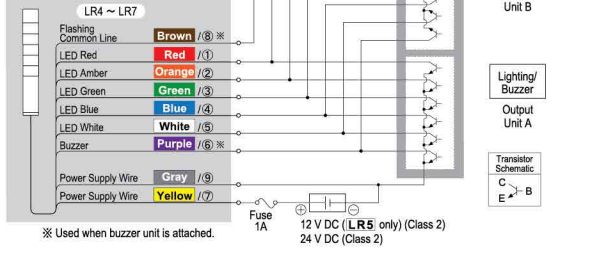 LR4 ~ LR7
Unit B
Flashing
Common Line
Brown /⑧ ※
LED Red
Red /①
LED Amber
Orange /②
LED Green
Green /③
LED Blue
Blue /④
LED White
White /⑤
Buzzer
Purple /⑥ ※
Power Supply Wire
Gray /⑨
Power Supply Wire
Yellow /⑦
Lighting/
Buzzer
Output
Unit A
Transistor
Schematic
C
B
E
Fuse
1A
⊕
⊖
12 V DC (LR5 only) (Class 2)
24 V DC (Class 2)
※ Used when buzzer unit is attached.